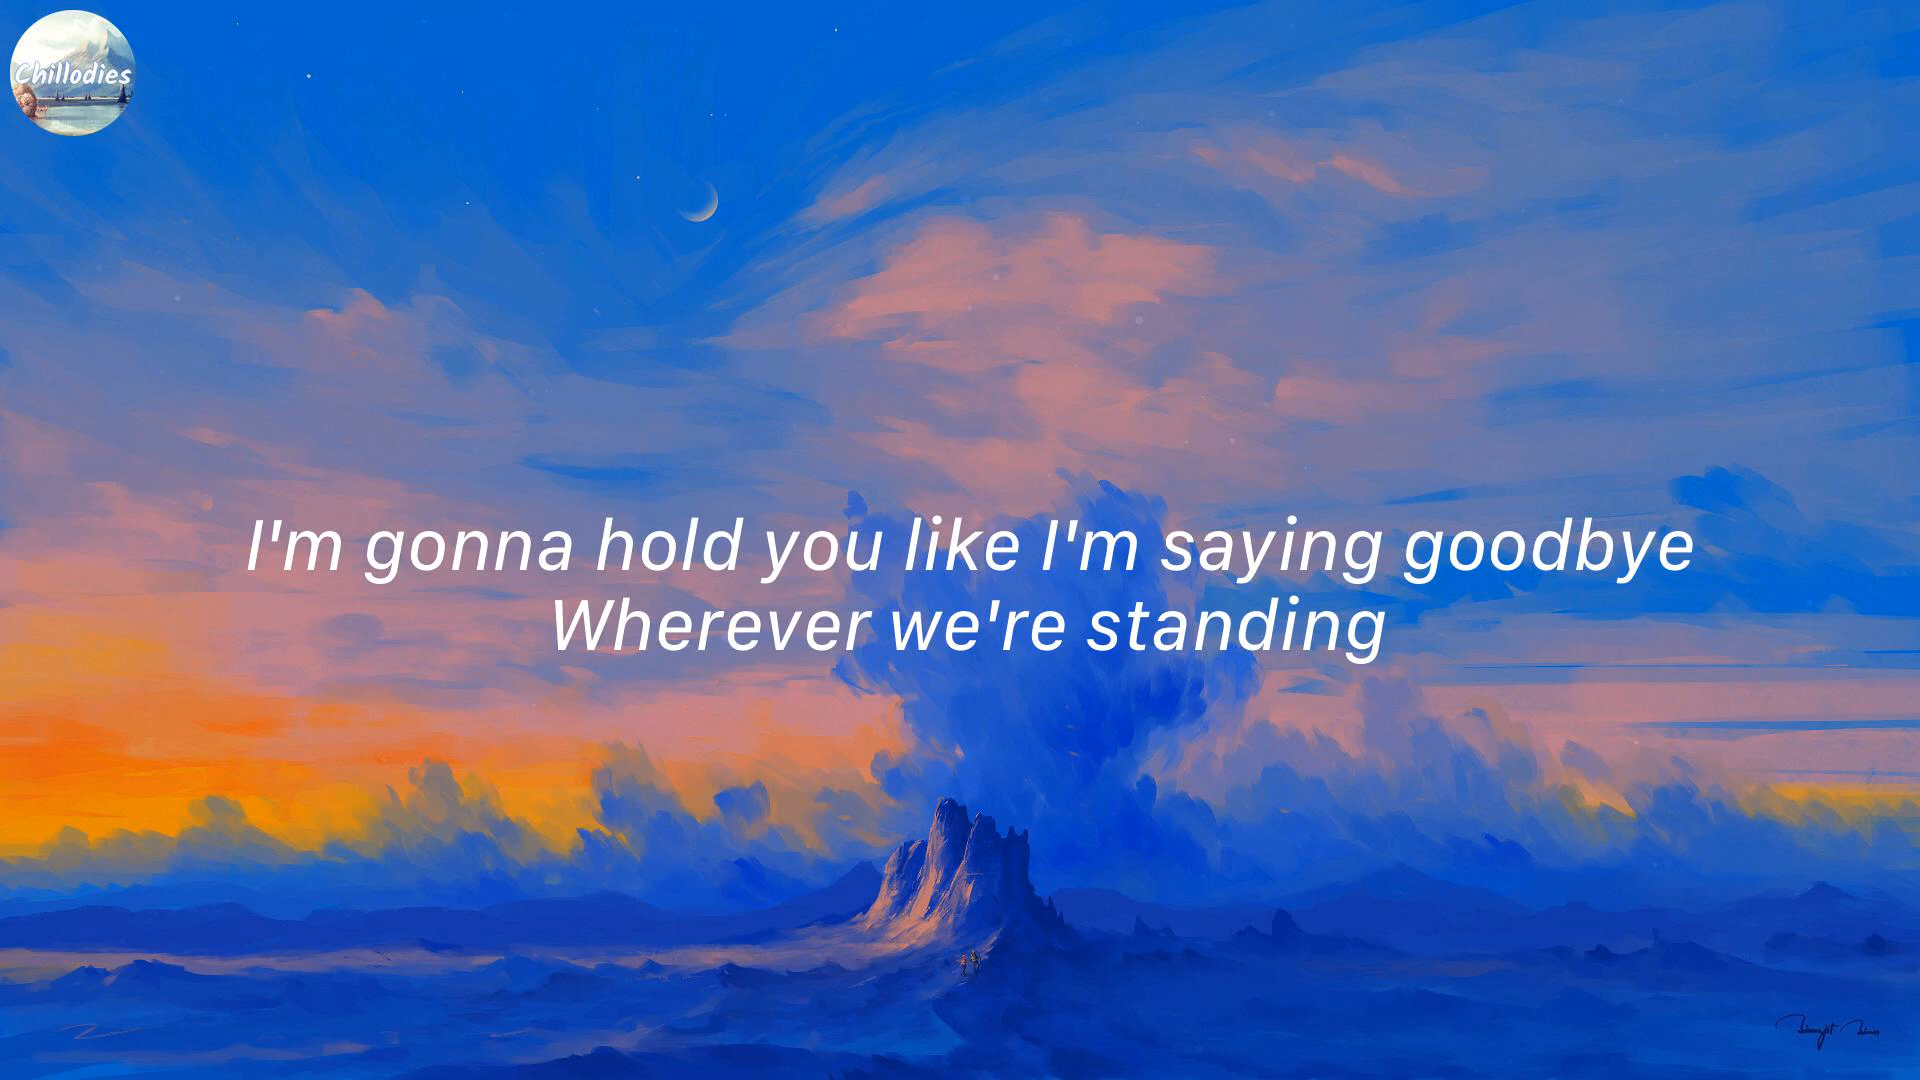 Chillodies
I'm gonna hold you like I'm saying goodbye
Wherever we're standing